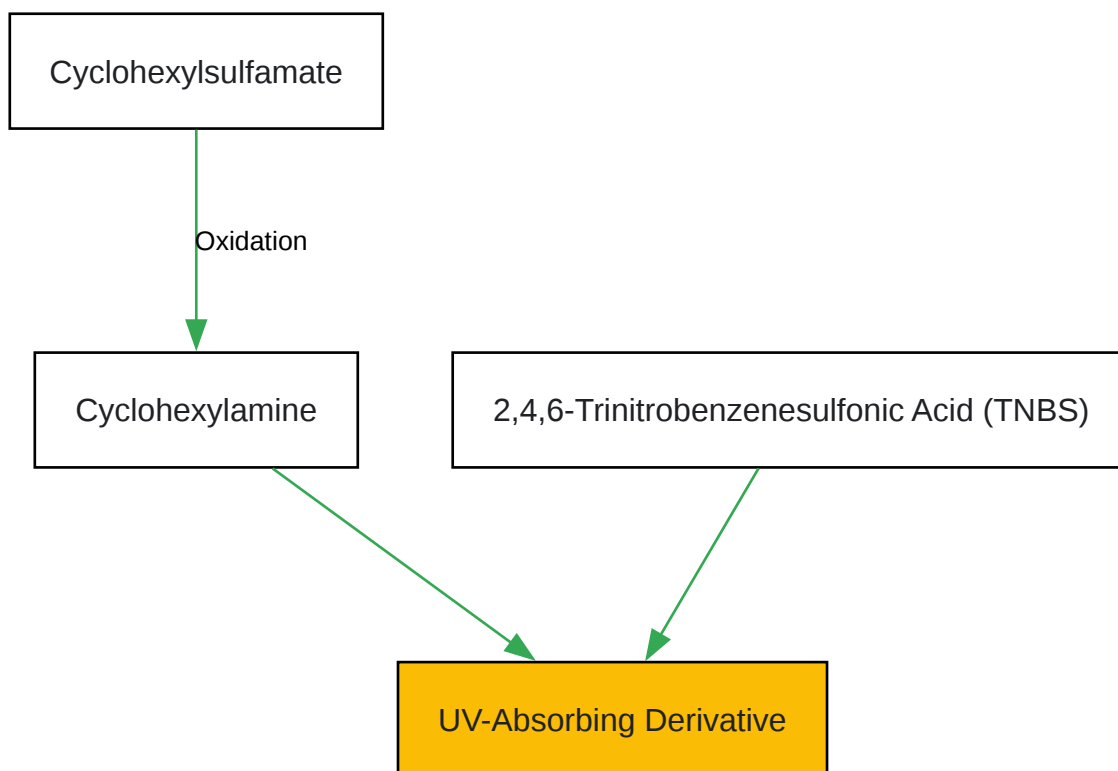 Cyclohexylsulfamate
Oxidation
Cyclohexylamine
2,4,6-Trinitrobenzenesulfonic Acid (TNBS)
UV-Absorbing Derivative